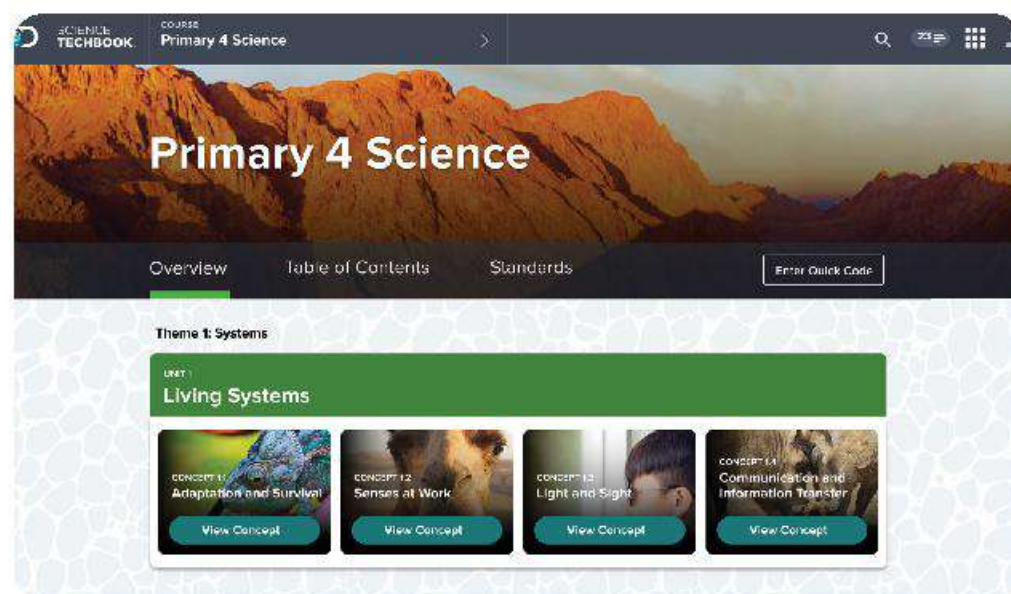 SCIENCE
TECHBOOK
COURSE
Primary 4 Science
Primary 4 Science
Overview
Table of Contents
Standards
Enter Quick Code
Theme 1: Systems
UNIT 1
Living Systems
CONCEPT 1.1
Adaptation and Survival
View Concept
CONCEPT 1.2
Senses at Work
View Concept
CONCEPT 1.3
Light and Sight
View Concept
CONCEPT 1.4
Communication and
Information Transfer
View Concept